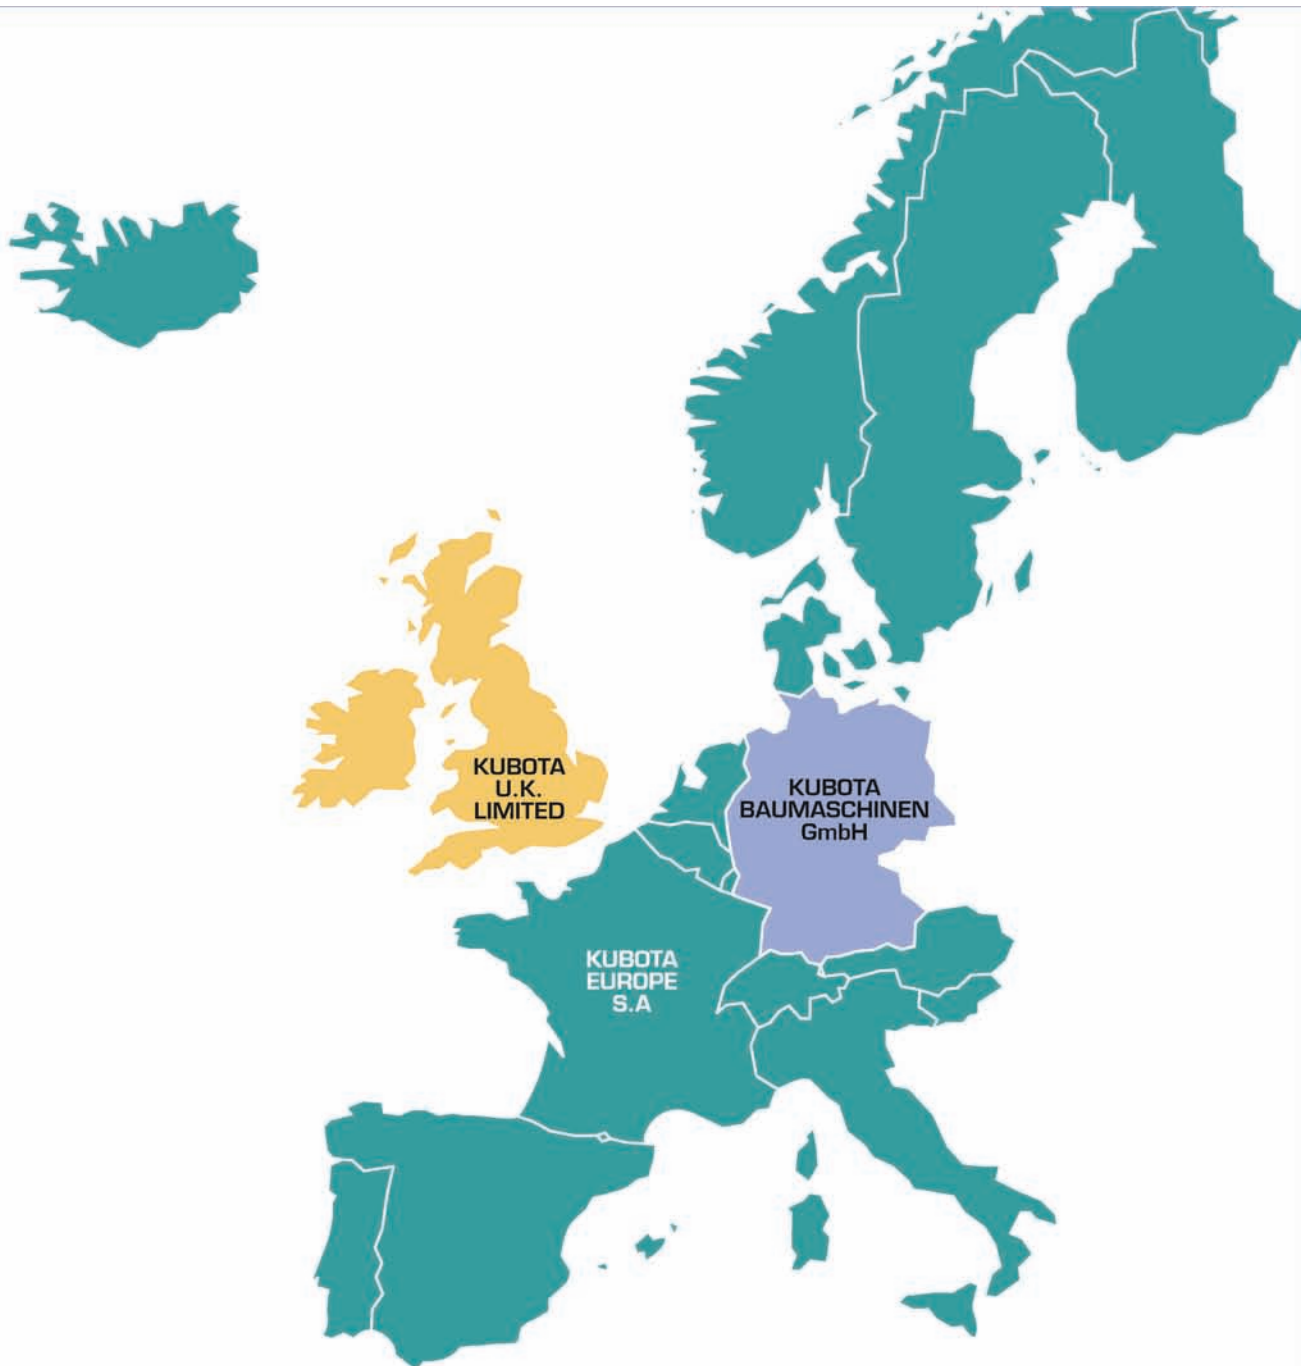 KUBOTA
U.K.
LIMITED
KUBOTA
BAUMASCHINEN
GmbH
KUBOTA
EUROPE
S.A